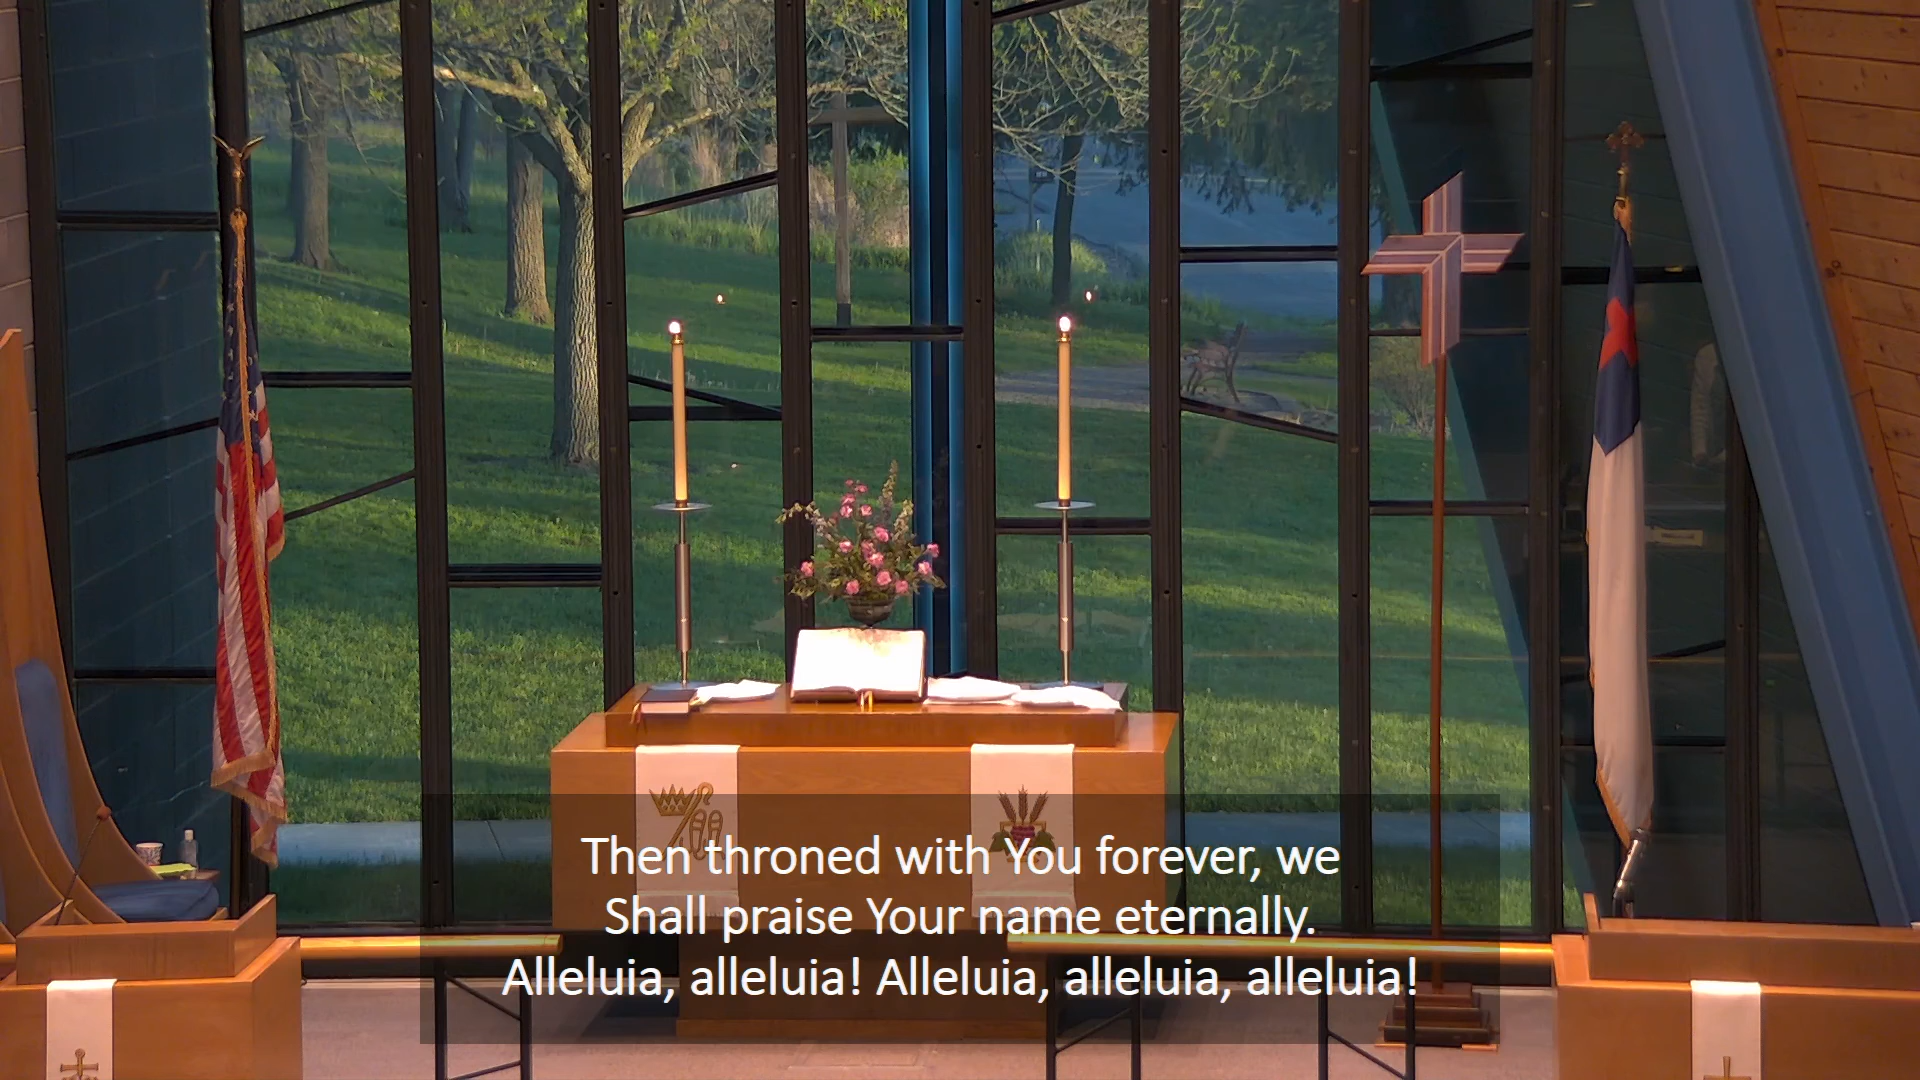 Then throned with You forever, we
Shall praise Your name eternally.
Alleluia, alleluia! Alleluia, alleluia, alleluia!